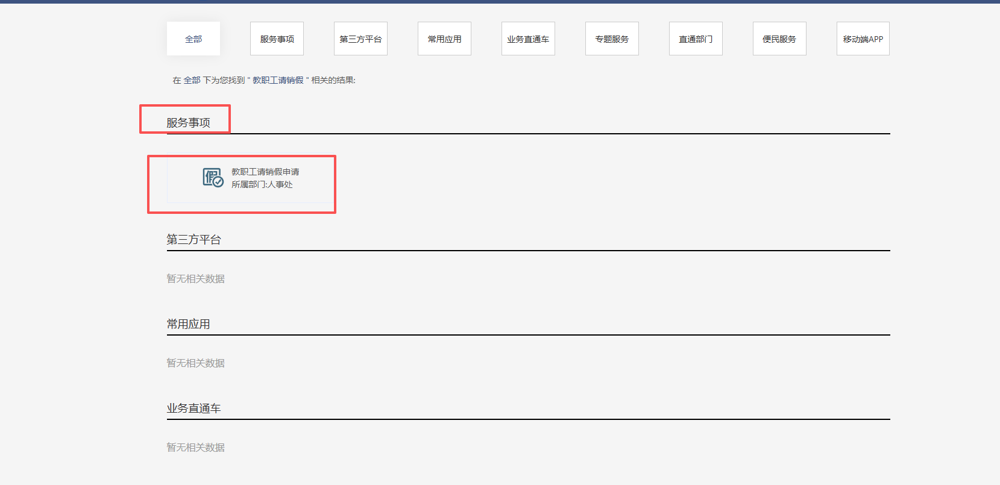 全部 服务事项 第三方平台 常用应用 业务直通车 专题服务 直通部门 便民服务 移动端APP
在 全部 下为您找到 " 教职工请销假 " 相关的结果:
服务事项
假
教职工请销假申请
所属部门:人事处
第三方平台
暂无相关数据
常用应用
暂无相关数据
业务直通车
暂无相关数据